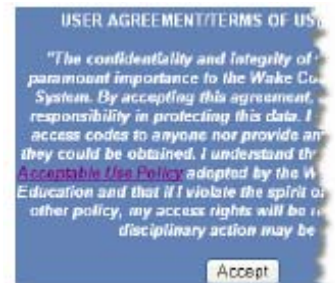 USER AGREEMENT/TERMS OF US
"The confidentiality and integrity of
paramount importance to the Wake Co
System. By accepting this agreement,
responsibility in protecting this data. I
access codes to anyone nor provide an
they could be obtained. I understand th
Acceptable Use Policy adopted by the W
Education and that if I violate the spirit o
other policy, my access rights will be
disciplinary action may be
Accept